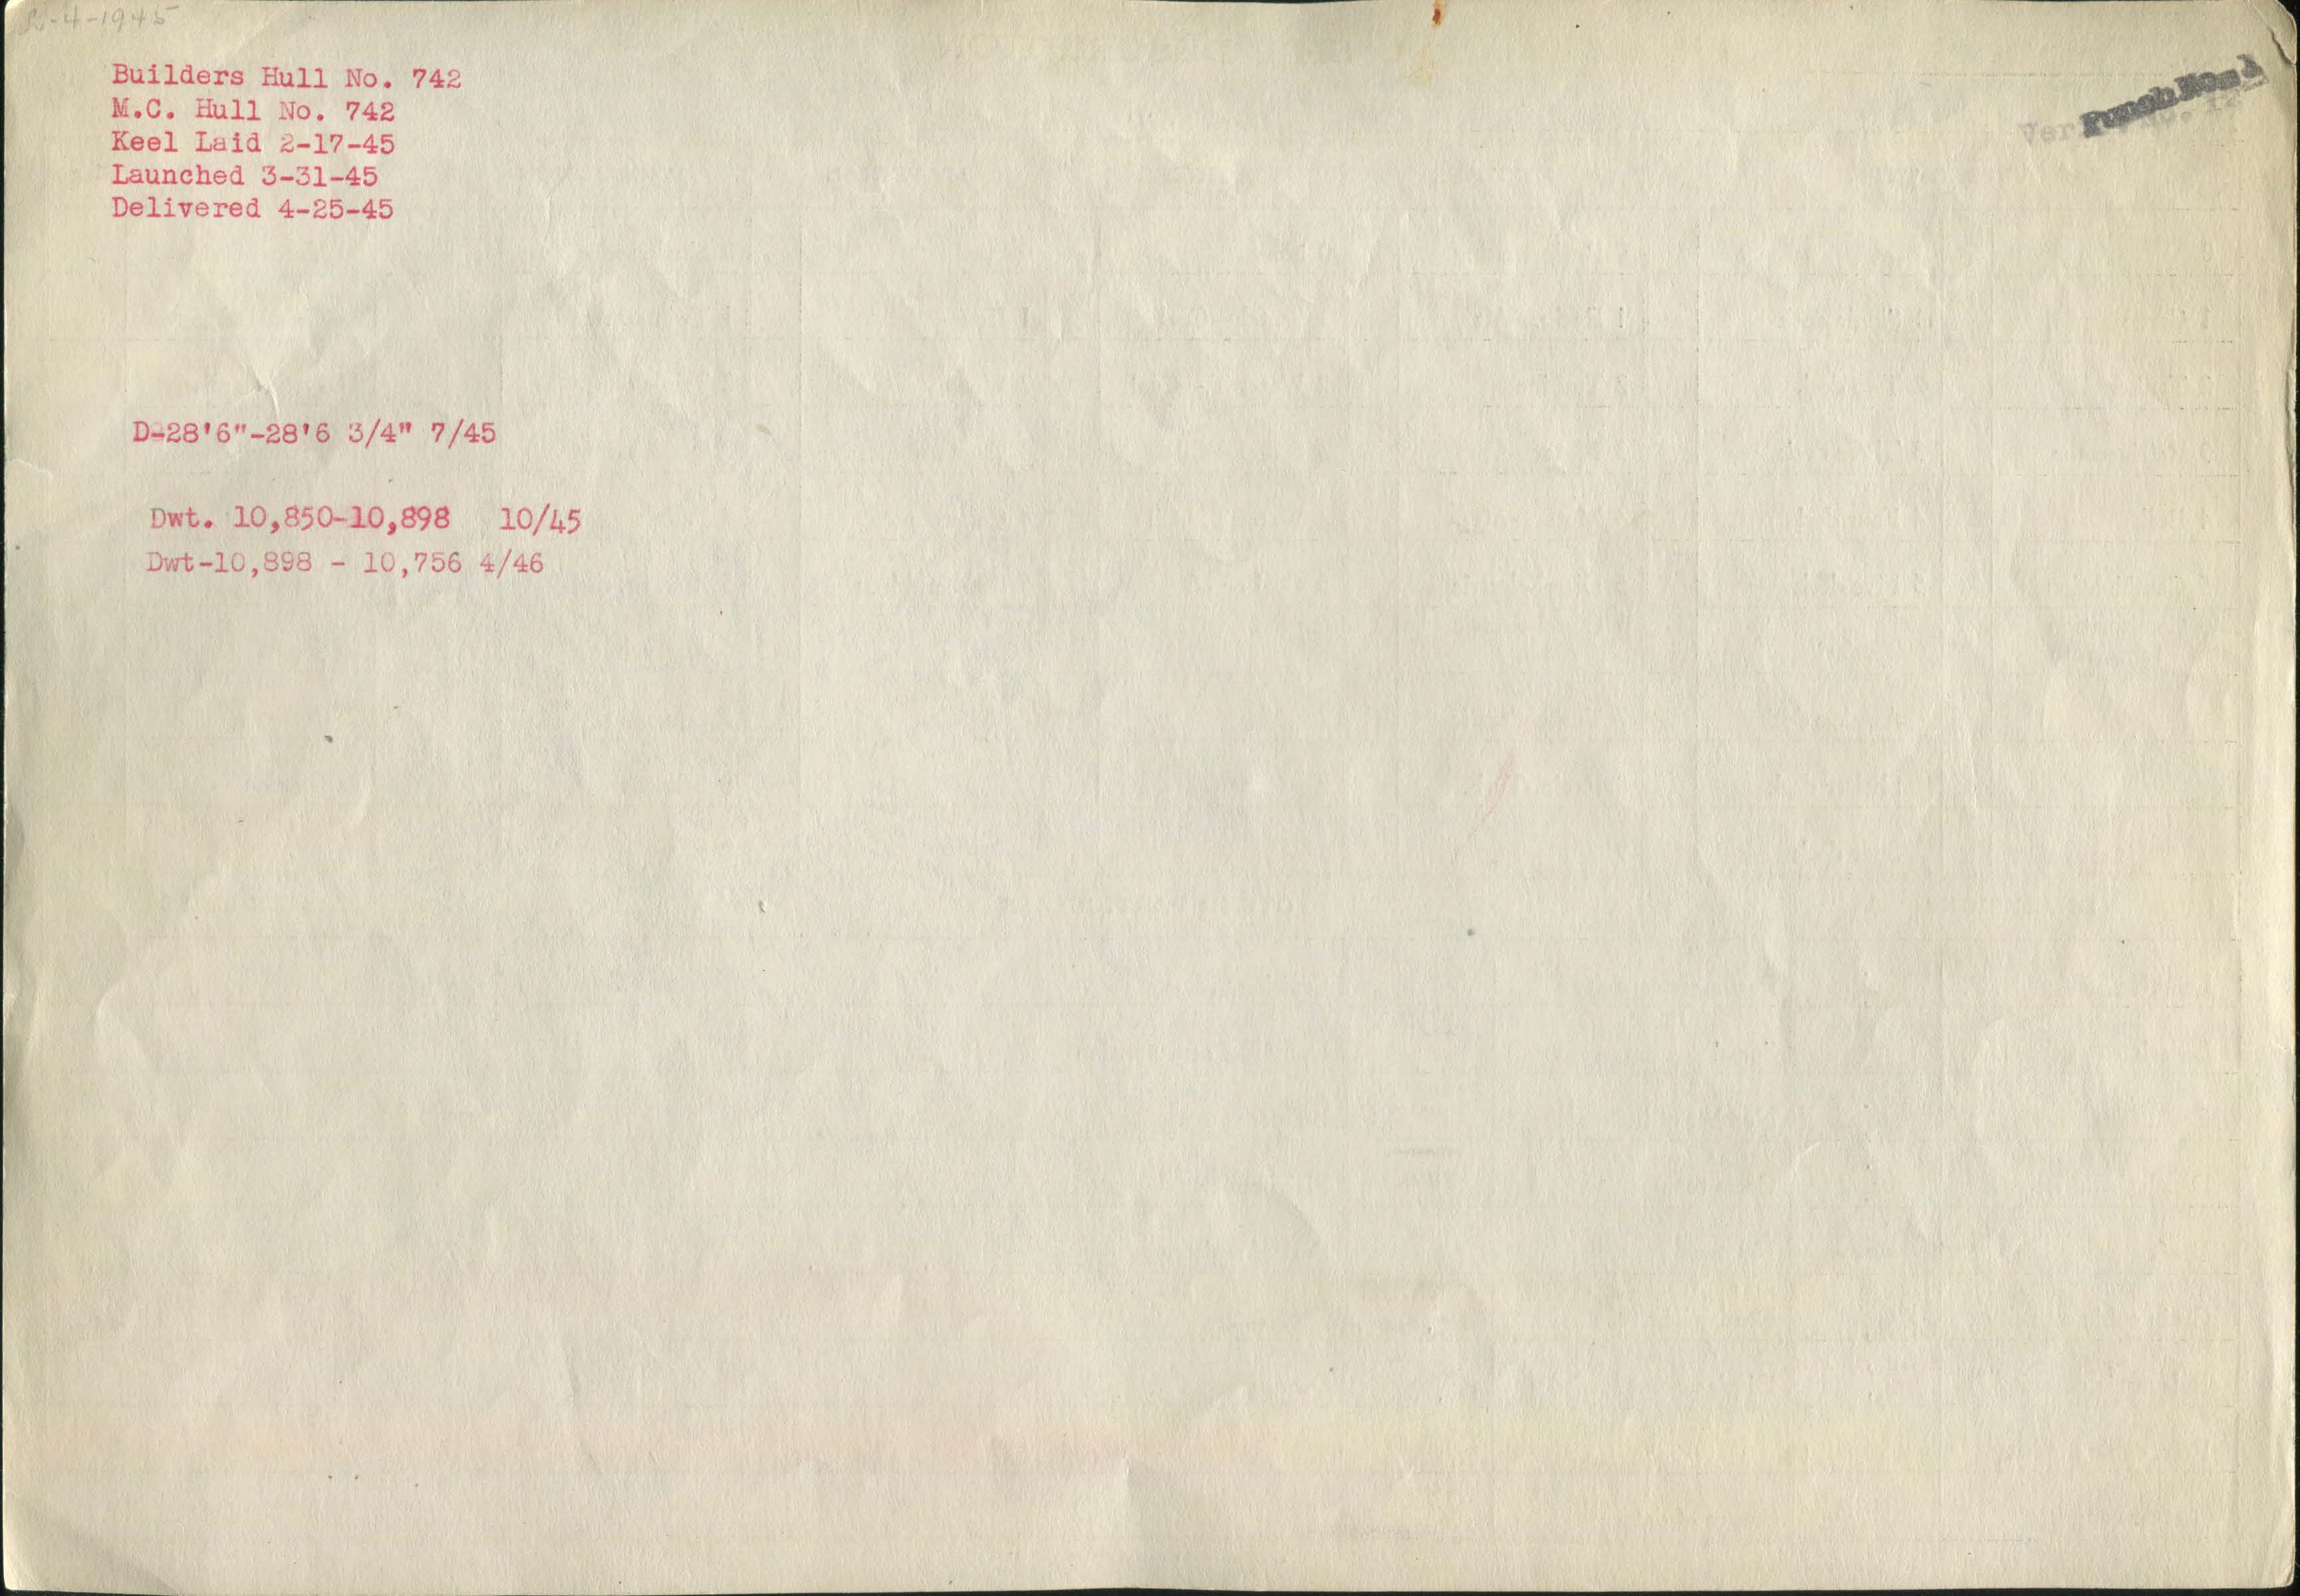 -4-1945
Builders Hull No. 742
M.C. Hull No. 742
Keel Laid 2-17-45
Launched 3-31-45
Delivered 4-25-45
D-28'6"-28'6 3/4" 7/45
Dwt. 10,850-10,898 10/45
Dwt-10,898 - 10,756 4/46
Punch No.